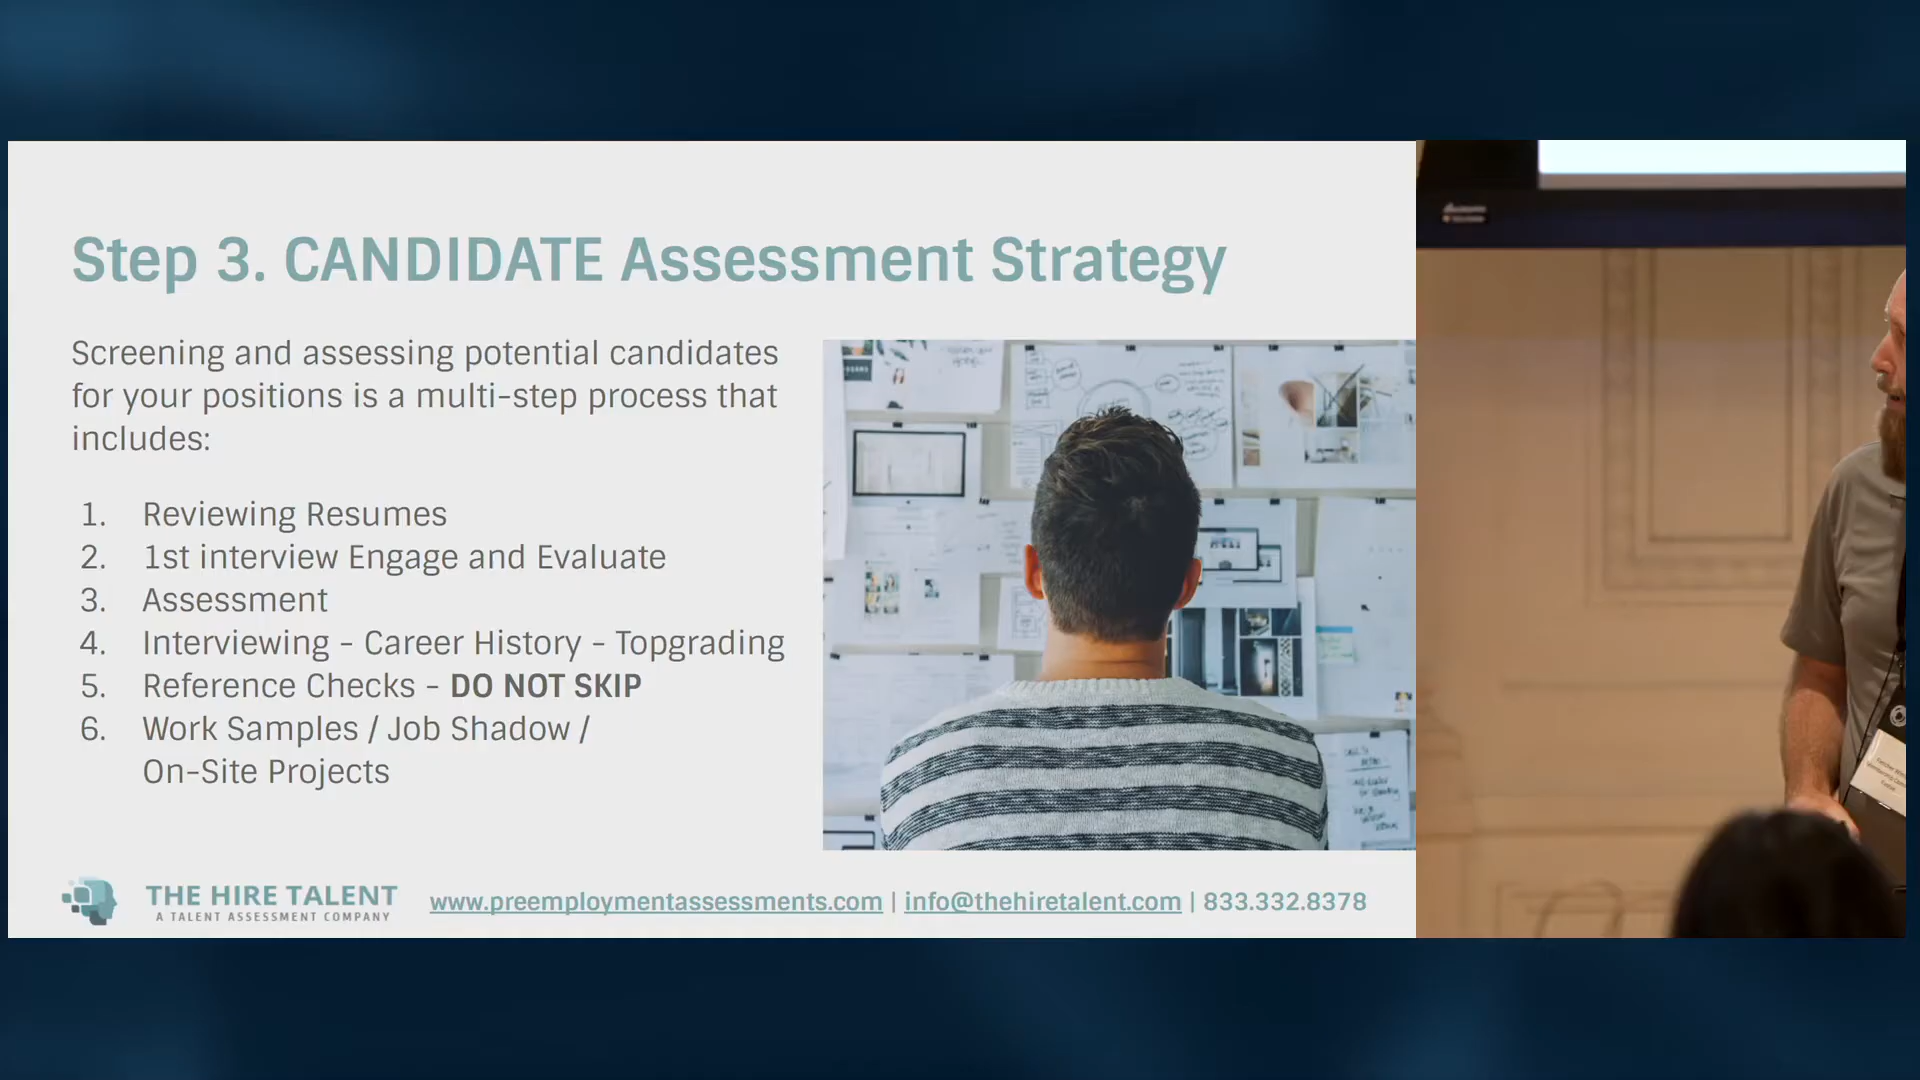 Step 3. CANDIDATE Assessment Strategy
Screening and assessing potential candidates
for your positions is a multi-step process that
includes:
1. Reviewing Resumes
2. 1st interview Engage and Evaluate
3. Assessment
4. Interviewing - Career History - Topgrading
5. Reference Checks - DO NOT SKIP
6. Work Samples / Job Shadow /
On-Site Projects
THE HIRE TALENT
A TALENT ASSESSMENT COMPANY
www.preemploymentassessments.com | info@thehiretalent.com | 833.332.8378